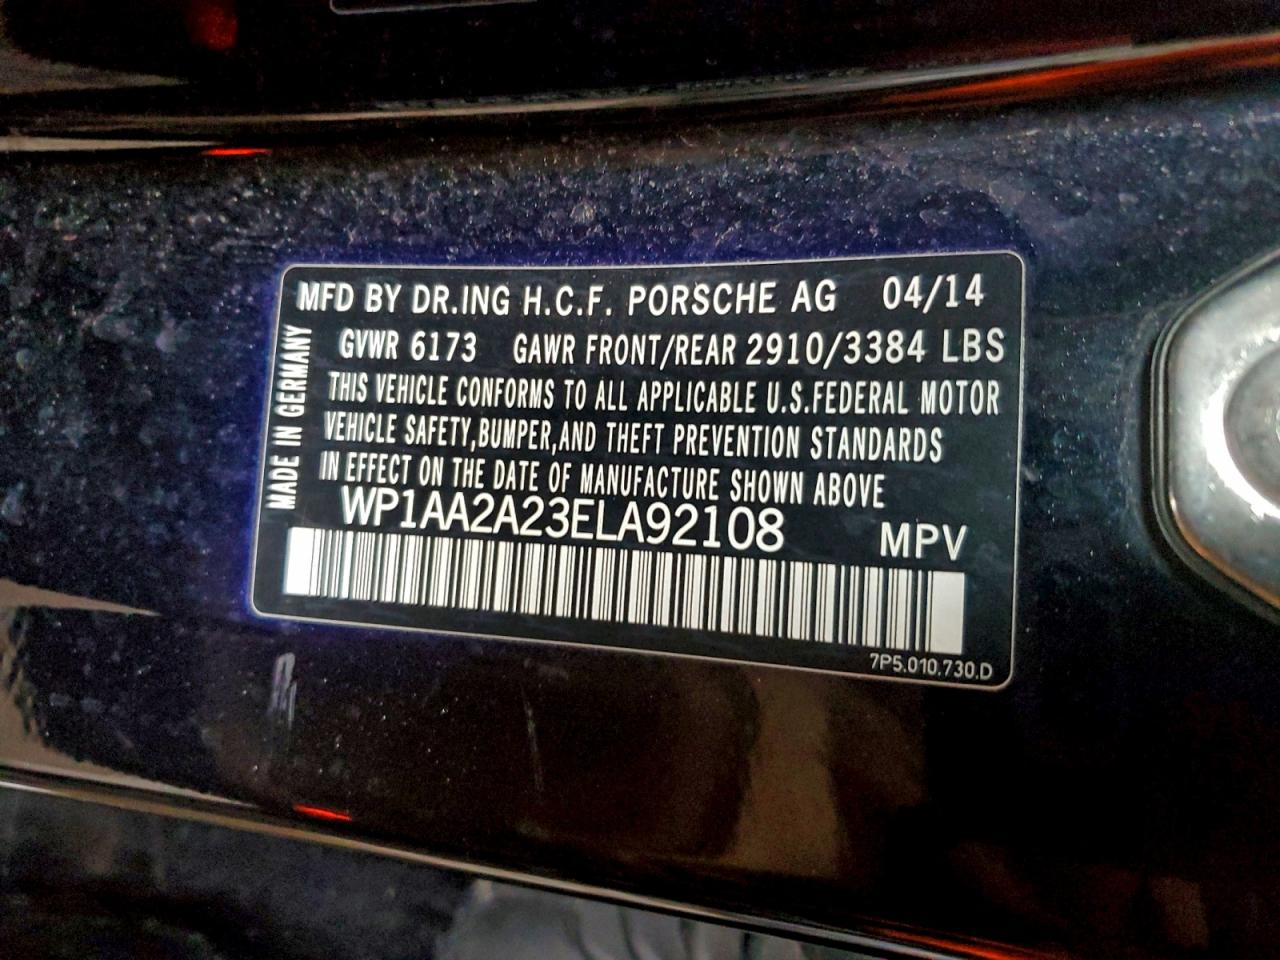 MFD BY DR.ING H.C.F. PORSCHE AG 04/14
GVWR 6173 GAWR FRONT/REAR 2910/3384 LBS
THIS VEHICLE CONFORMS TO ALL APPLICABLE U.S.FEDERAL MOTOR
VEHICLE SAFETY,BUMPER,AND THEFT PREVENTION STANDARDS
IN EFFECT ON THE DATE OF MANUFACTURE SHOWN ABOVE
WP1AA2A23ELA92108 MPV
7P5.010.730.D
MADE IN GERMANY